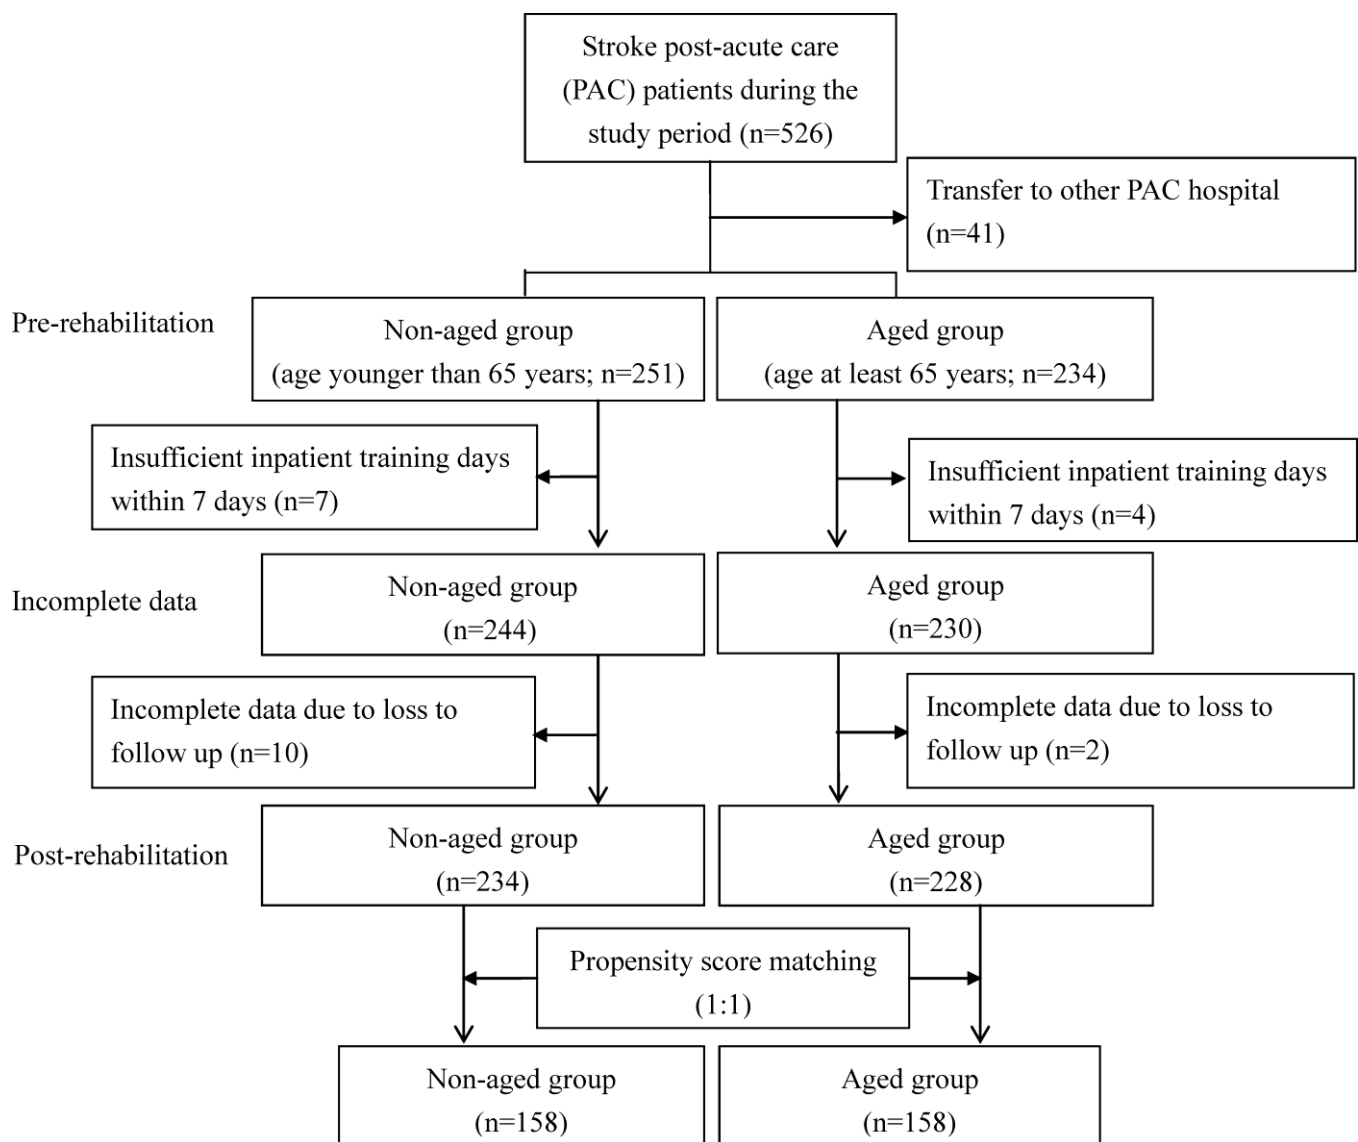 Stroke post-acute care
(PAC) patients during the
study period (n=526)
Transfer to other PAC hospital
(n=41)
Pre-rehabilitation
Non-aged group
(age younger than 65 years; n=251)
Aged group
(age at least 65 years; n=234)
Insufficient inpatient training days
within 7 days (n=7)
Insufficient inpatient training days
within 7 days (n=4)
Incomplete data
Non-aged group
(n=244)
Aged group
(n=230)
Incomplete data due to loss to
follow up (n=10)
Incomplete data due to loss to
follow up (n=2)
Post-rehabilitation
Non-aged group
(n=234)
Aged group
(n=228)
Propensity score matching
(1:1)
Non-aged group
(n=158)
Aged group
(n=158)